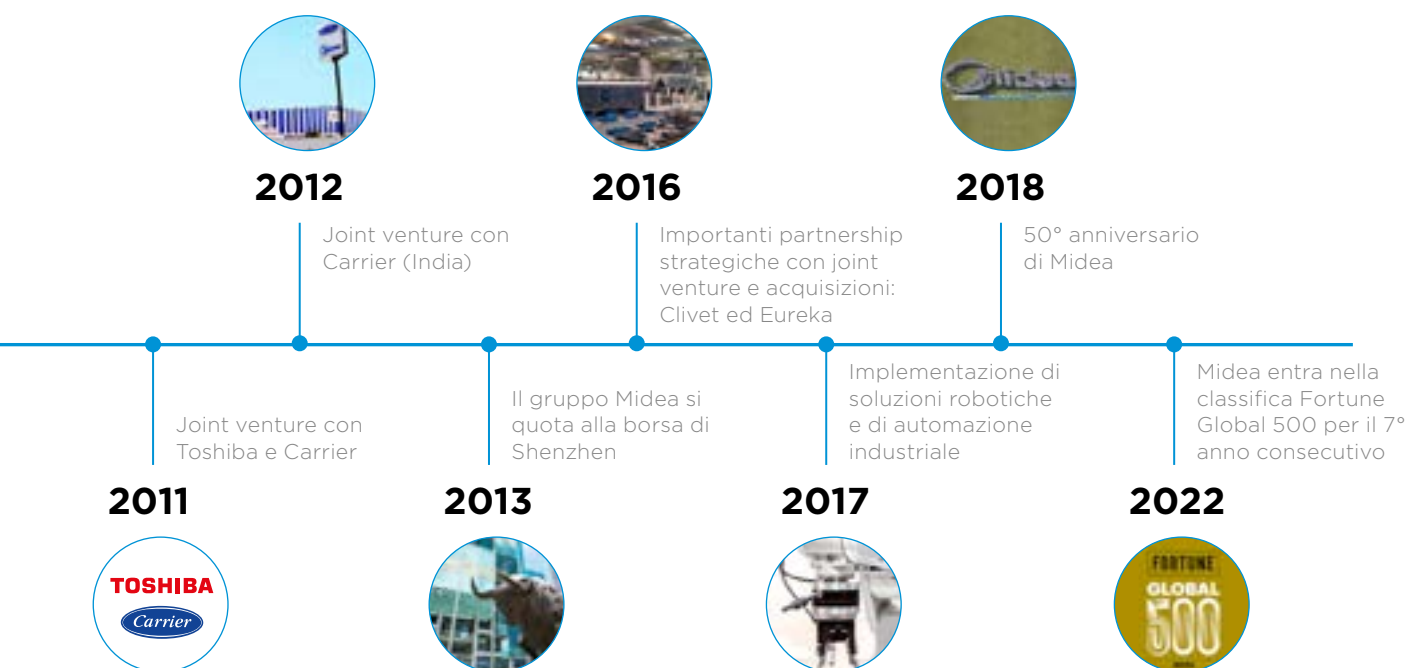 2012
2016
2018
Joint venture con
Carrier (India)
Importanti partnership
strategiche con joint
venture e acquisizioni:
Clivet ed Eureka
50° anniversario
di Midea
Joint venture con
Toshiba e Carrier
Il gruppo Midea si
quota alla borsa di
Shenzhen
Implementazione di
soluzioni robotiche
e di automazione
industriale
Midea entra nella
classifica Fortune
Global 500 per il 7°
anno consecutivo
2011
2013
2017
2022
TOSHIBA
Carrier
Midea
FORTUNE
GLOBAL
500